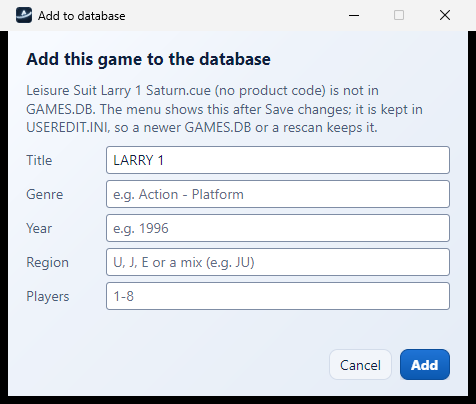 Add to database
Add this game to the database
Leisure Suit Larry 1 Saturn.cue (no product code) is not in
GAMES.DB. The menu shows this after Save changes; it is kept in
USEREDIT.INI, so a newer GAMES.DB or a rescan keeps it.
Title LARRY 1
Genre e.g. Action - Platform
Year e.g. 1996
Region U, J, E or a mix (e.g. JU)
Players 1-8
Cancel Add